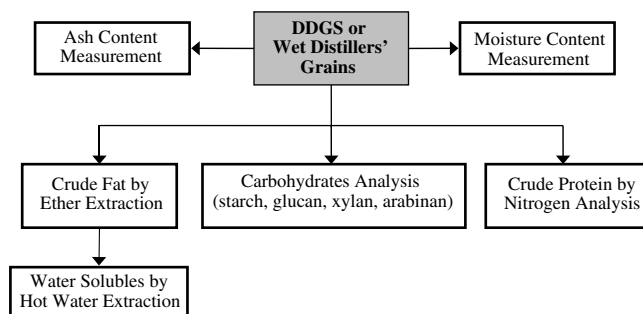 Ash Content
Measurement
DDGS or
Wet Distillers'
Grains
Moisture Content
Measurement
Crude Fat by
Ether Extraction
Carbohydrates Analysis
(starch, glucan, xylan, arabinan)
Crude Protein by
Nitrogen Analysis
Water Solubles by
Hot Water Extraction